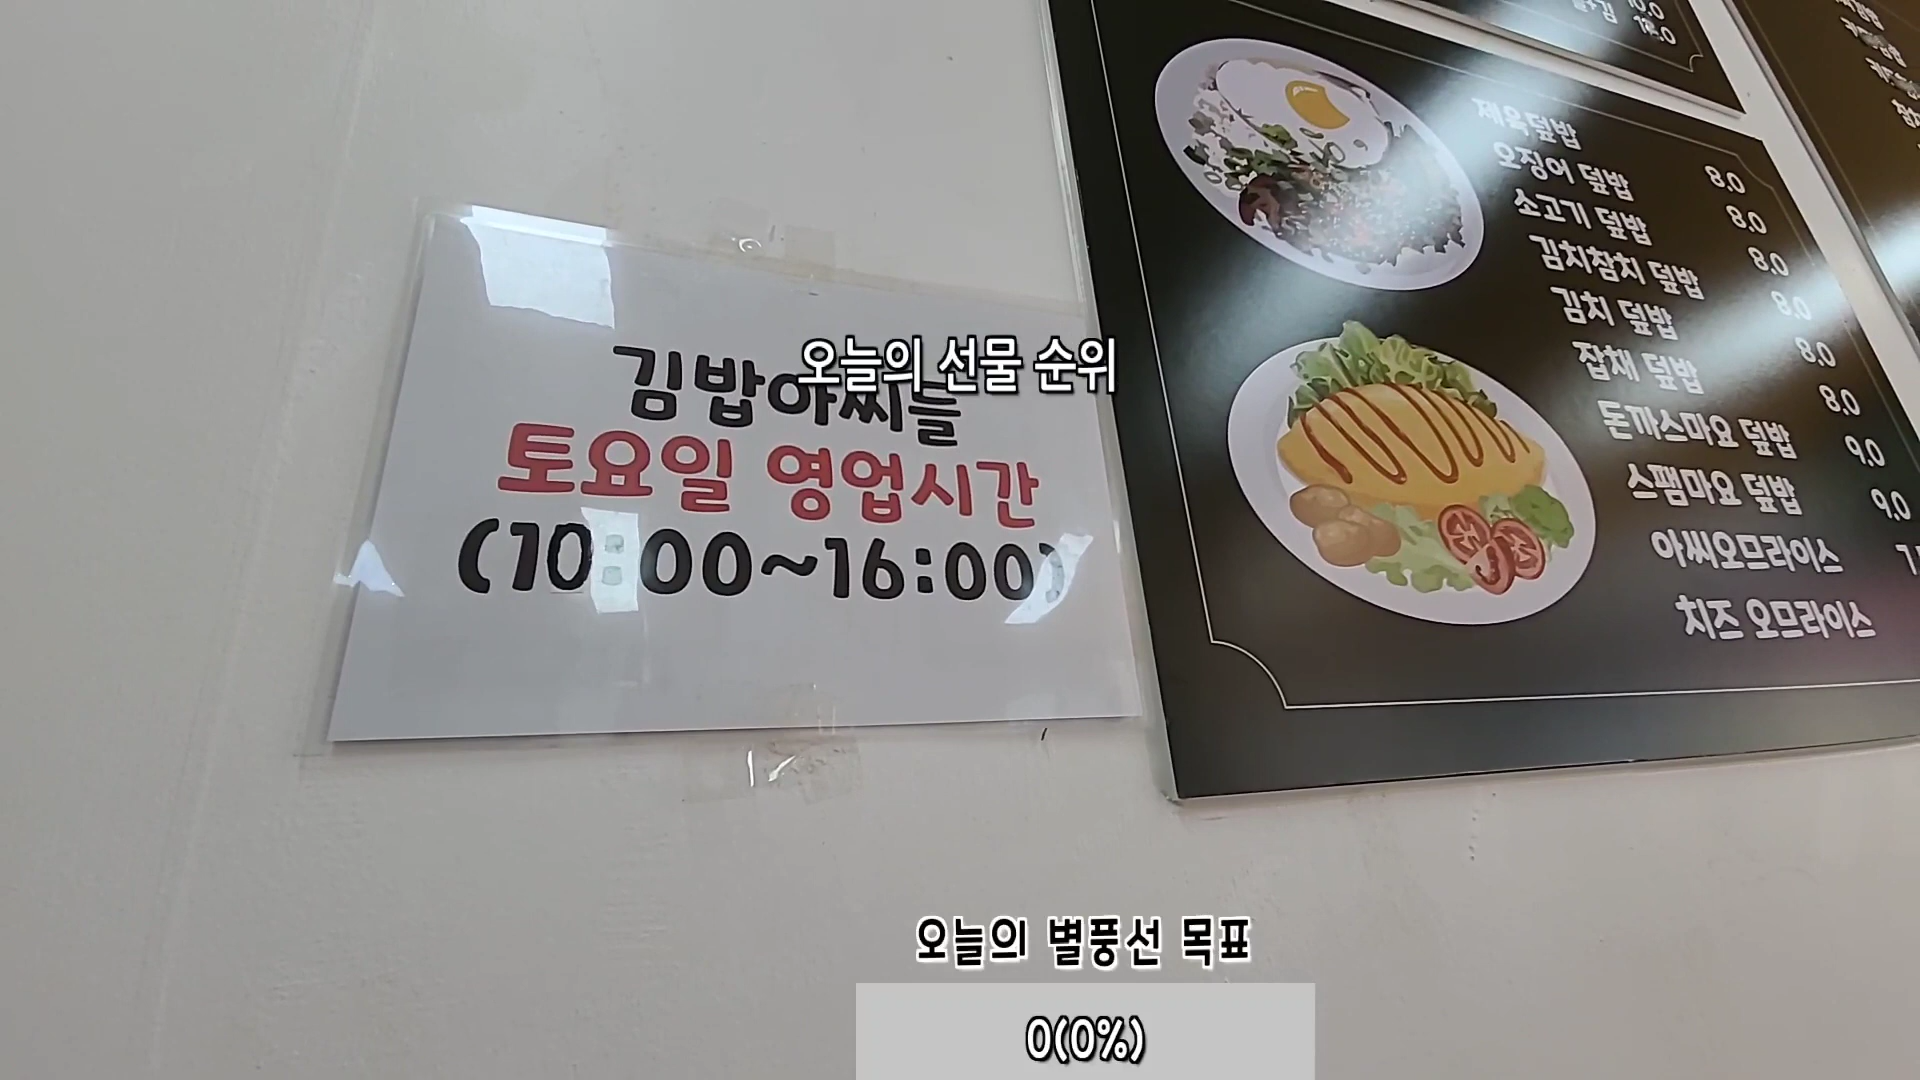 김밥아씨들
토요일 영업시간
(10:00~16:00)
오늘의 선물 순위
제육덮밥 8.0
오징어 덮밥 8.0
소고기 덮밥 8.0
김치참치 덮밥 8.0
김치 덮밥 8.0
잡채 덮밥 8.0
돈까스마요 덮밥 9.0
스팸마요 덮밥 9.0
아씨오므라이스
치즈 오므라이스
오늘의 별풍선 목표
0(0%)